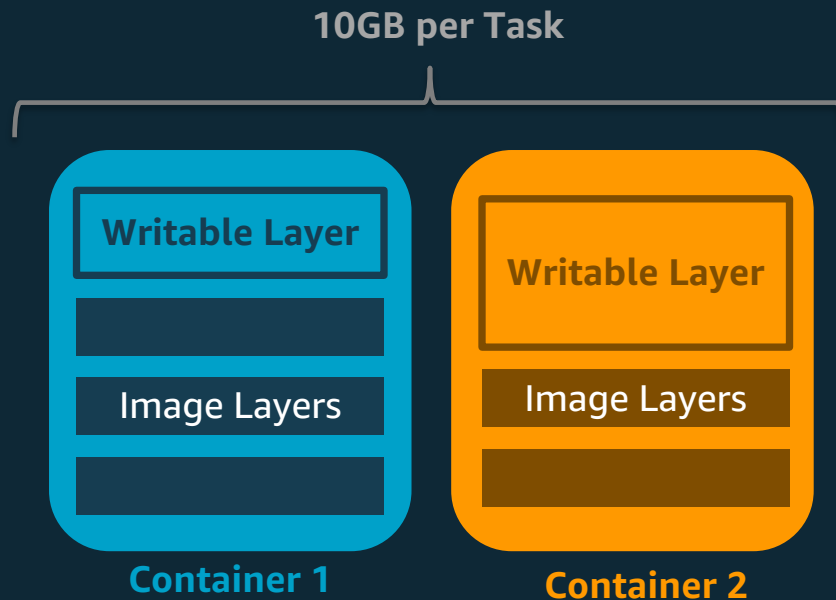 10GB per Task
Writable Layer
Image Layers
Container 1
Writable Layer
Image Layers
Container 2